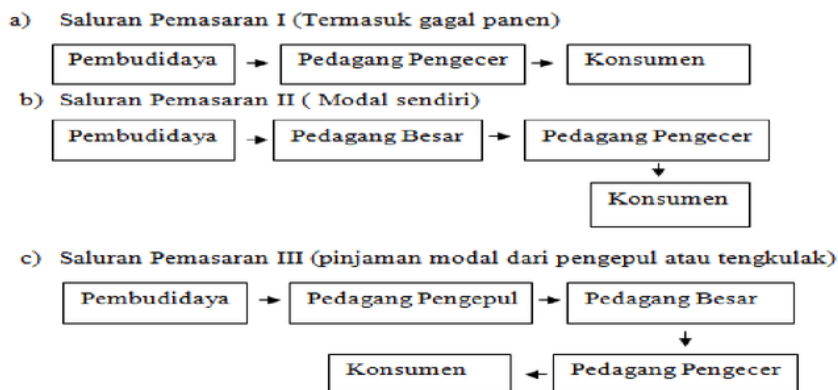 a) Saluran Pemasaran I (Termasuk gagal panen)
Pembudidaya Pedagang Pengecer Konsumen
b) Saluran Pemasaran II ( Modal sendiri)
Pembudidaya Pedagang Besar Pedagang Pengecer
Konsumen
c) Saluran Pemasaran III (pinjaman modal dari pengepul atau tengkulak)
Pembudidaya Pedagang Pengepul Pedagang Besar
Konsumen Pedagang Pengecer